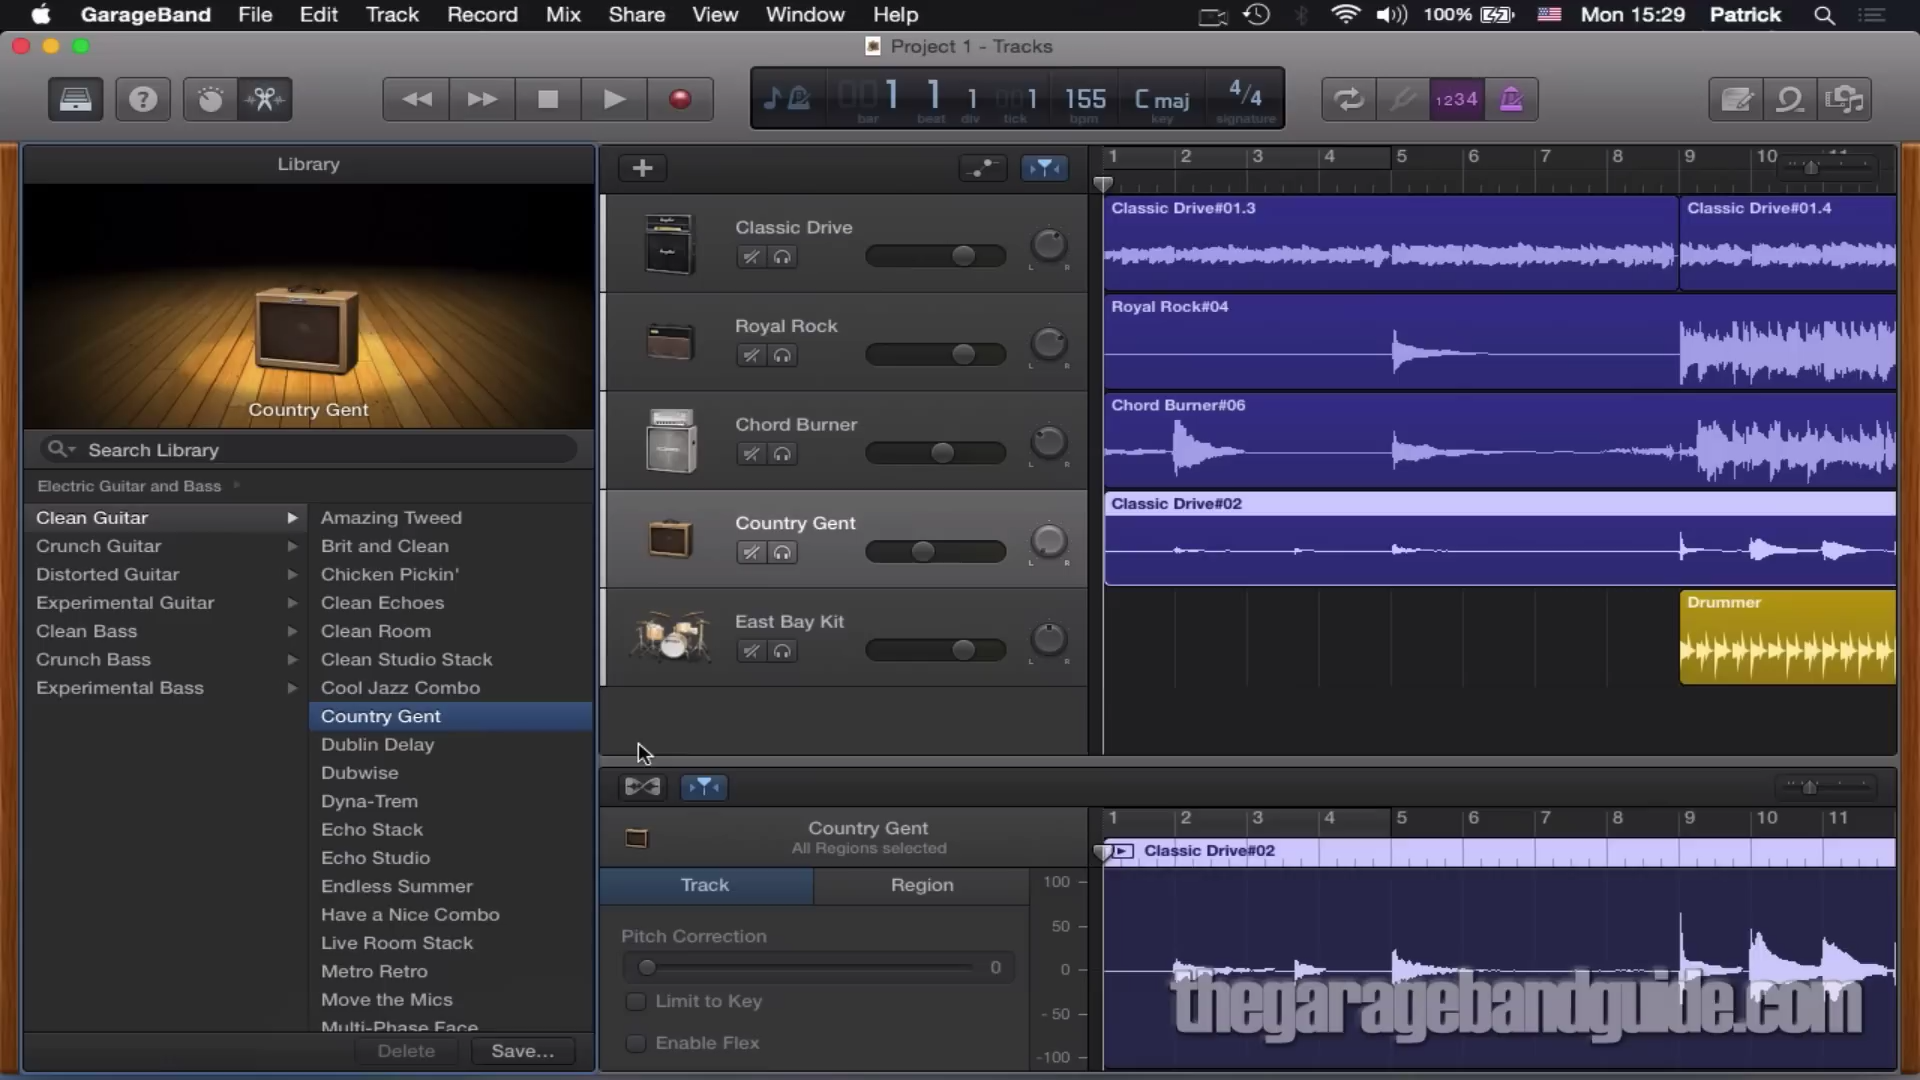 GarageBand File Edit Track Record Mix Share View Window Help 100% Mon 15:29 Patrick
Project 1 - Tracks
001 1 1 001 155 C maj 4/4
bar beat div tick bpm key signature
1234
Library
Country Gent
Search Library
Electric Guitar and Bass
Clean Guitar
Crunch Guitar
Distorted Guitar
Experimental Guitar
Clean Bass
Crunch Bass
Experimental Bass
Amazing Tweed
Brit and Clean
Chicken Pickin'
Clean Echoes
Clean Room
Clean Studio Stack
Cool Jazz Combo
Country Gent
Dublin Delay
Dubwise
Dyna-Trem
Echo Stack
Echo Studio
Endless Summer
Have a Nice Combo
Live Room Stack
Metro Retro
Move the Mics
Multi-Phase Face
Delete Save...
1 2 3 4 5 6 7 8 9 10 11
Classic Drive
L R
Classic Drive#01.3 Classic Drive#01.4
Royal Rock
L R
Royal Rock#04
Chord Burner
L R
Chord Burner#06
Country Gent
L R
Classic Drive#02
East Bay Kit
L R
Drummer
Country Gent
All Regions selected
Track Region
Pitch Correction
0
Limit to Key
Enable Flex
1 2 3 4 5 6 7 8 9 10 11
Classic Drive#02
100
50
0
- 50
-100
thegaragebandguide.com